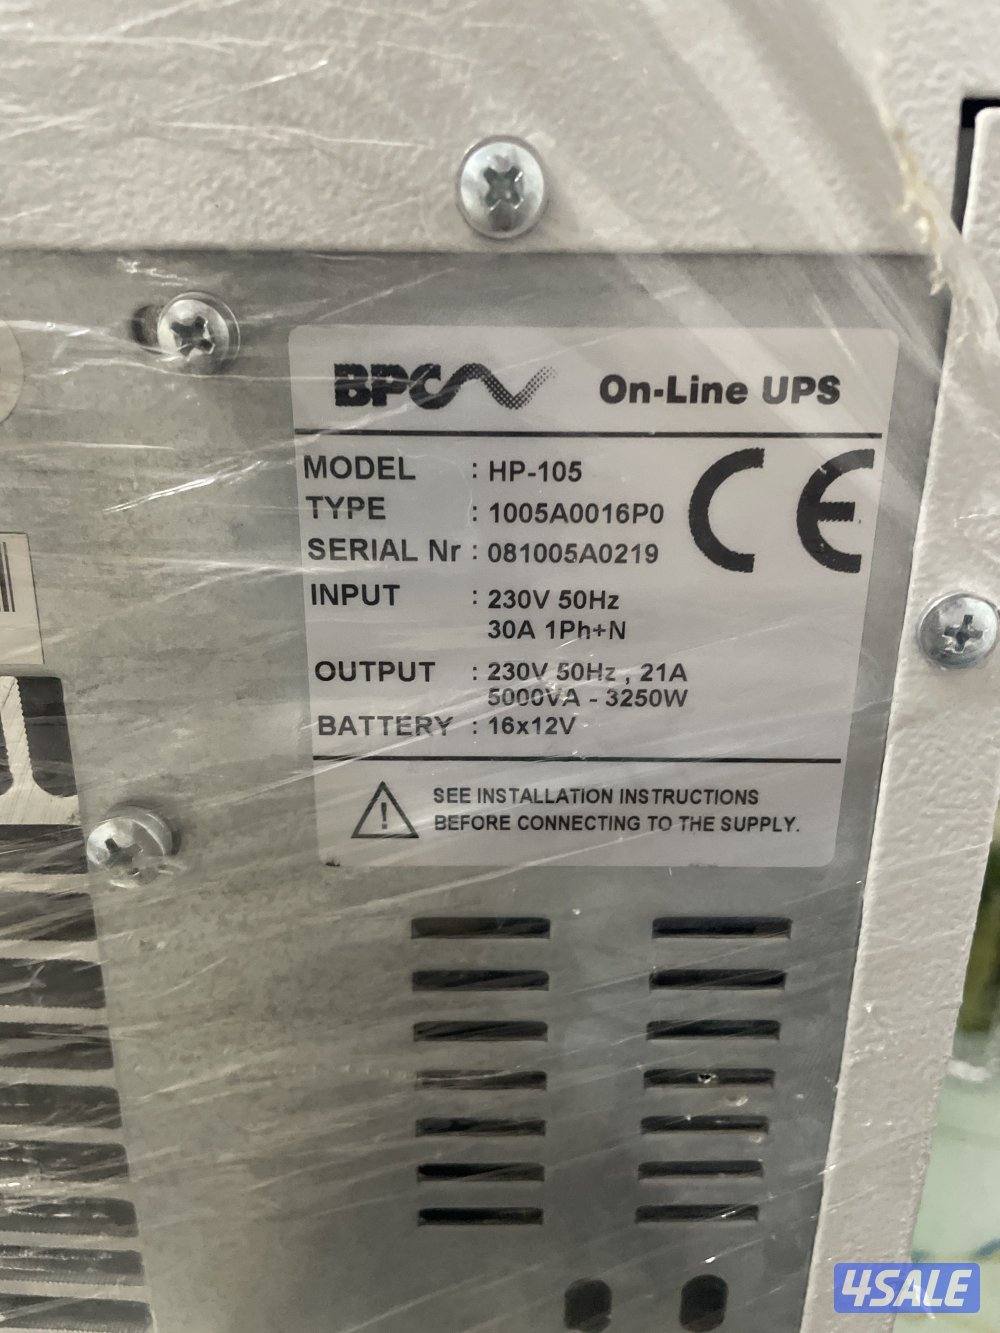 BPC On-Line UPS
MODEL : HP-105
TYPE : 1005A0016P0
SERIAL Nr : 081005A0219
INPUT : 230V 50Hz
30A 1Ph+N
OUTPUT : 230V 50Hz , 21A
5000VA - 3250W
BATTERY : 16x12V
CE
SEE INSTALLATION INSTRUCTIONS
BEFORE CONNECTING TO THE SUPPLY.
4SALE